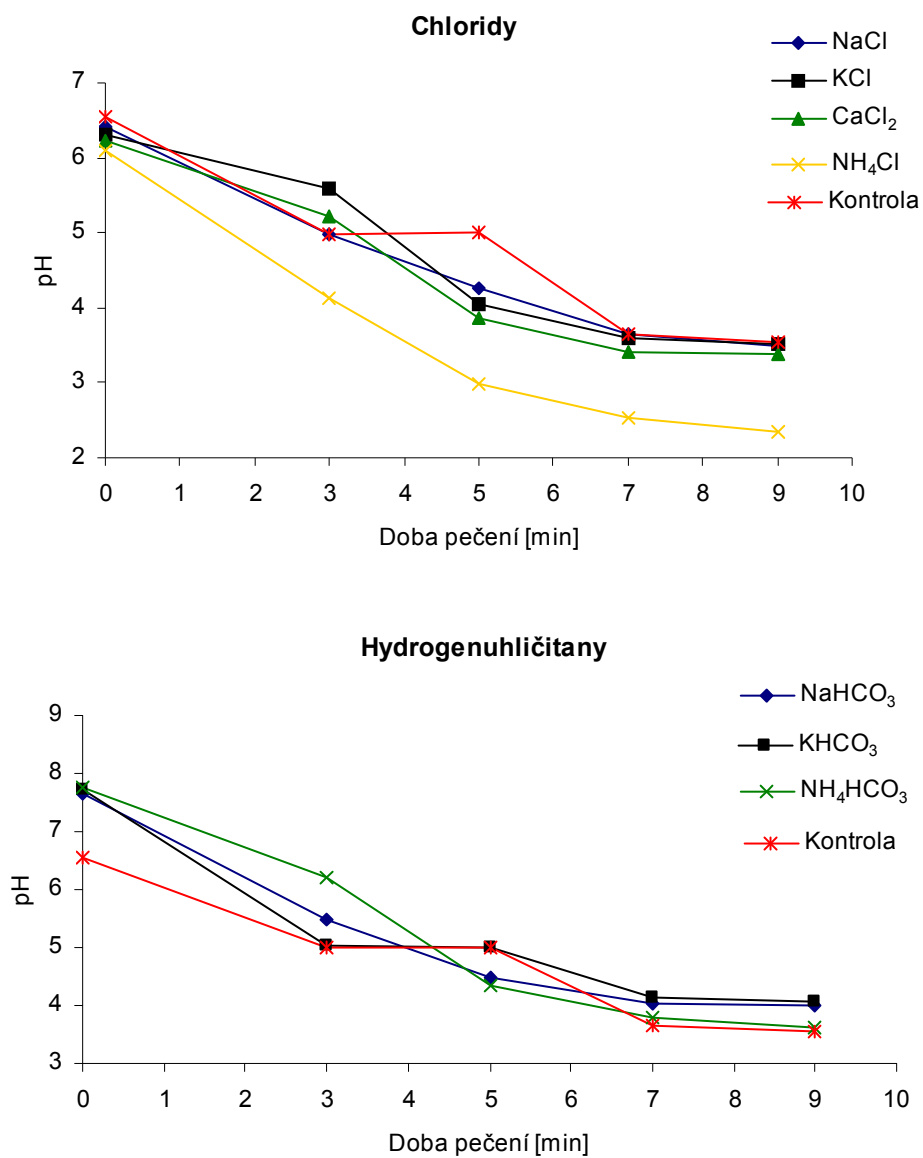 Chloridy
NaCl
KCl
CaCl₂
NH₄Cl
Kontrola
7
6
5
4
3
2
pH
0 1 2 3 4 5 6 7 8 9 10
Doba pečení [min]
Hydrogenuhličitany
NaHCO₃
KHCO₃
NH₄HCO₃
Kontrola
9
8
7
6
5
4
3
pH
0 1 2 3 4 5 6 7 8 9 10
Doba pečení [min]